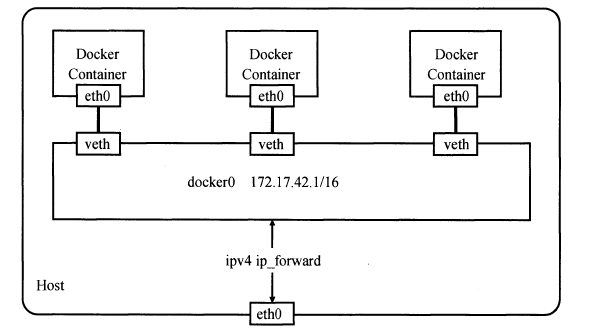 Docker
Container
eth0
Docker
Container
eth0
Docker
Container
eth0
veth
veth
veth
docker0 172.17.42.1/16
ipv4 ip_forward
Host
eth0